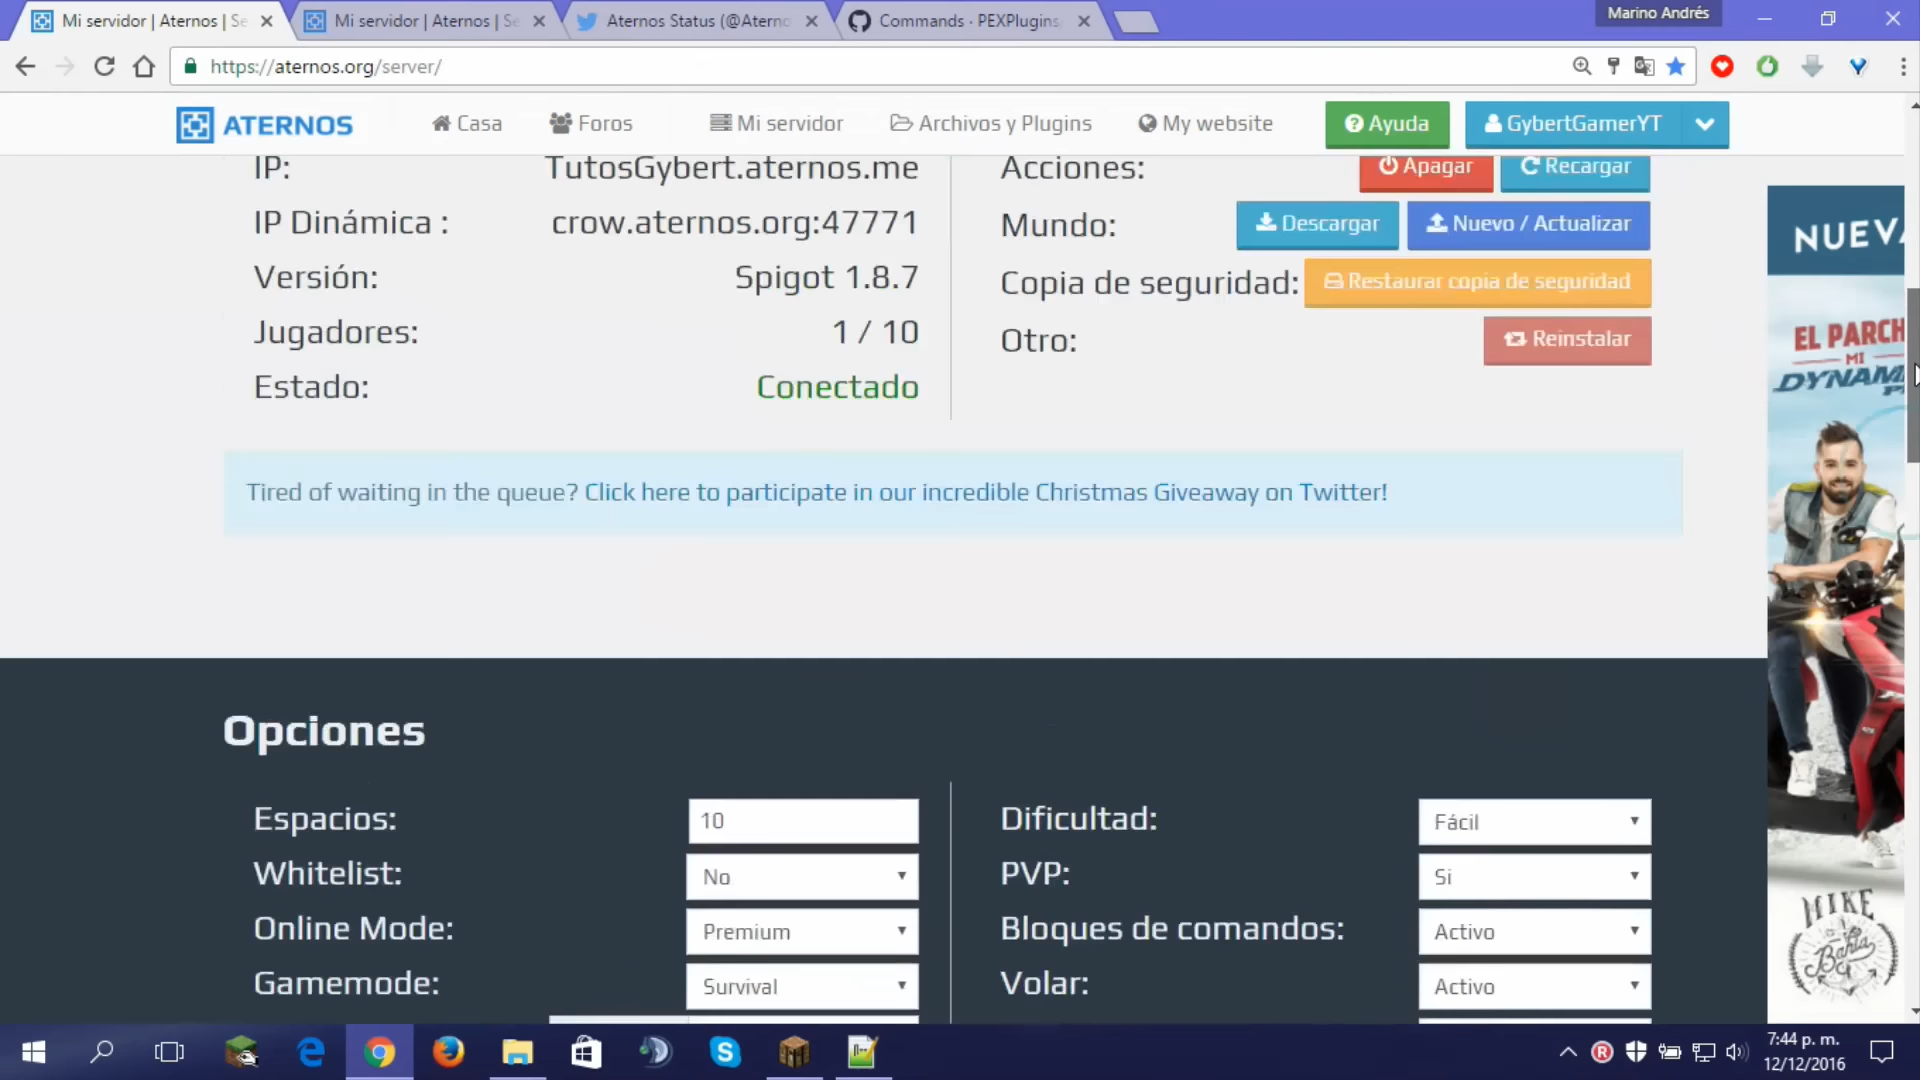 Mi servidor | Aternos | Se
Mi servidor | Aternos | Se
Aternos Status (@Aterno
Commands · PEXPlugins
Marino Andrés
https://aternos.org/server/
ATERNOS
Casa
Foros
Mi servidor
Archivos y Plugins
My website
Ayuda
GybertGamerYT
IP:
TutosGybert.aternos.me
Acciones:
Apagar
Recargar
IP Dinámica :
crow.aternos.org:47771
Mundo:
Descargar
Nuevo / Actualizar
Versión:
Spigot 1.8.7
Copia de seguridad:
Restaurar copia de seguridad
Jugadores:
1 / 10
Otro:
Reinstalar
Estado:
Conectado
Tired of waiting in the queue? Click here to participate in our incredible Christmas Giveaway on Twitter!
NUEVA
EL PARCH
MI
DYNAM
MIKE
Bahía
Opciones
Espacios:
10
Dificultad:
Fácil
Whitelist:
No
PVP:
Si
Online Mode:
Premium
Bloques de comandos:
Activo
Gamemode:
Survival
Volar:
Activo
7:44 p. m.
12/12/2016